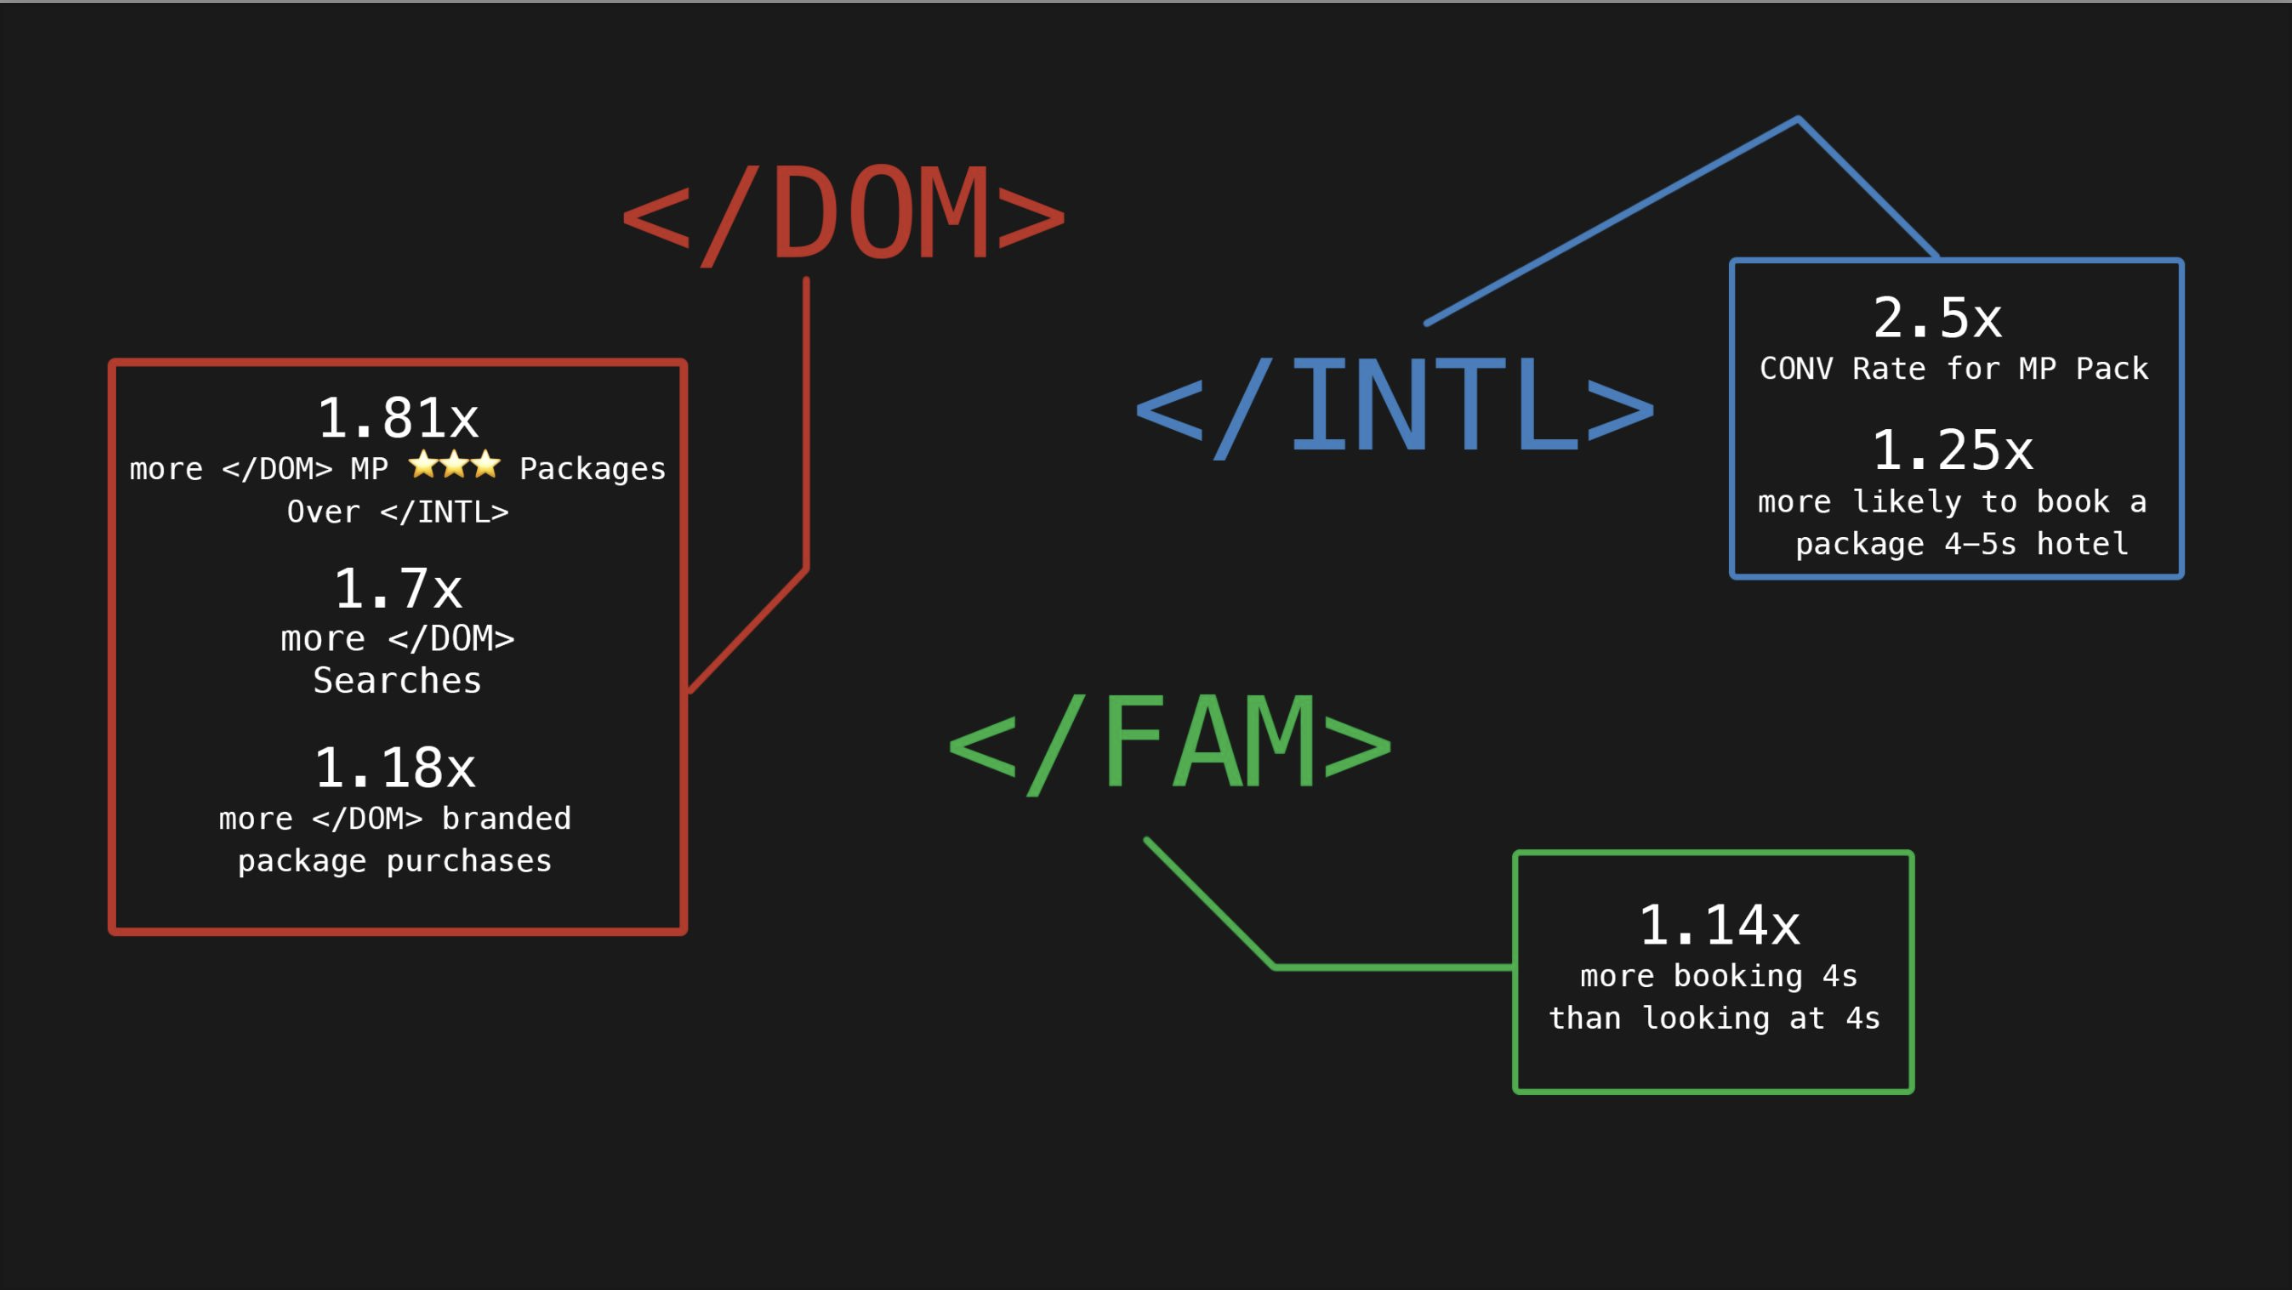 </DOM>
1.81x
more </DOM> MP ⭐⭐⭐ Packages
Over </INTL>
1.7x
more </DOM>
Searches
1.18x
more </DOM> branded
package purchases
</INTL>
2.5x
CONV Rate for MP Pack
1.25x
more likely to book a
package 4–5s hotel
</FAM>
1.14x
more booking 4s
than looking at 4s